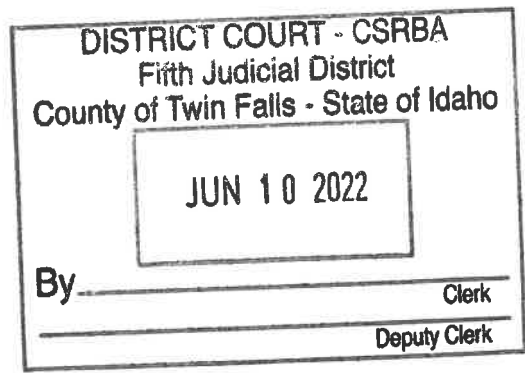 DISTRICT COURT - CSRBA
Fifth Judicial District
County of Twin Falls - State of Idaho
JUN 10 2022
By
Clerk
Deputy Clerk